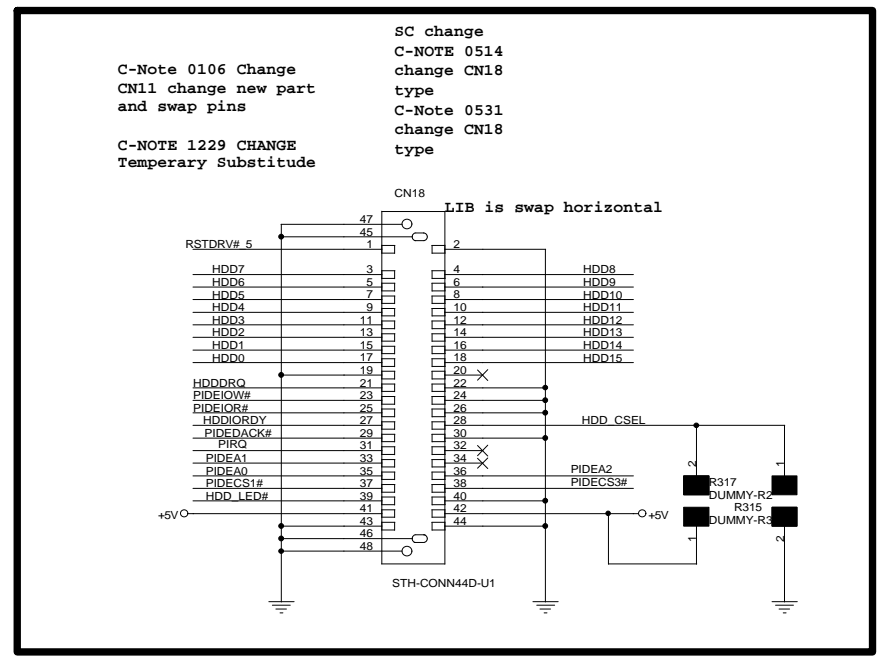 SC change
C-NOTE 0514
change CN18
type
C-Note 0531
change CN18
type
C-Note 0106 Change
CN11 change new part
and swap pins
C-NOTE 1229 CHANGE
Temperary Substitude
CN18
LIB is swap horizontal
47
45
RSTDRV#_5 1 2
HDD7 3 4 HDD8
HDD6 5 6 HDD9
HDD5 7 8 HDD10
HDD4 9 10 HDD11
HDD3 11 12 HDD12
HDD2 13 14 HDD13
HDD1 15 16 HDD14
HDD0 17 18 HDD15
19 20
HDDDRQ 21 22
PIDEIOW# 23 24
PIDEIOR# 25 26
HDDIORDY 27 28 HDD_CSEL
PIDEDACK# 29 30
PIRQ 31 32
PIDEA1 33 34
PIDEA0 35 36 PIDEA2
PIDECS1# 37 38 PIDECS3#
HDD_LED# 39 40
+5V 41 42 +5V
43 44
46
48
2 1
R317
DUMMY-R2
R315
DUMMY-R3
1 2
STH-CONN44D-U1